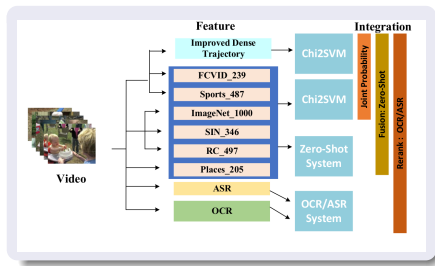 Feature
Integration
Improved Dense
Trajectory
Chi2SVM
FCVID_239
Sports_487
ImageNet_1000
SIN_346
RC_497
Places_205
Chi2SVM
Zero-Shot
System
ASR
OCR
OCR/ASR
System
Joint Probability
Fusion: Zero-Shot
Rerank : OCR/ASR
Video